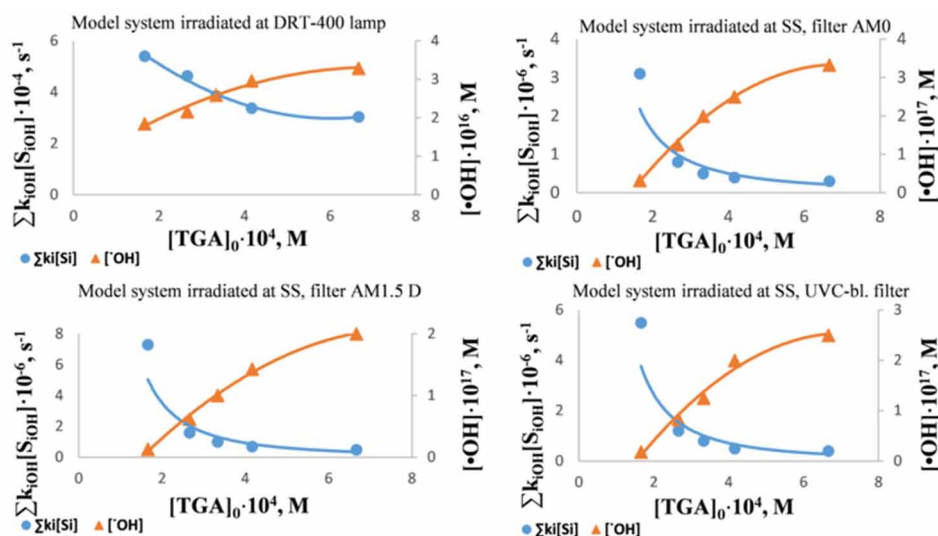 Model system irradiated at DRT-400 lamp
∑kiOH[SiOH]·10-4, s-1
6
4
2
0
0 2 4 6 8
4
3
2
1
0
[•OH]·1016, M
[TGA]0·104, M
∑ki[Si] [˙OH]
Model system irradiated at SS, filter AM0
∑kiOH[SiOH]·10-6, s-1
4
3
2
1
0
0 2 4 6 8
4
3
2
1
0
[•OH]·1017, M
[TGA]0·104, M
∑ki[Si] [˙OH]
Model system irradiated at SS, filter AM1.5 D
∑kiOH[SiOH]·10-6, s-1
8
6
4
2
0
0 2 4 6 8
2
1
0
[•OH]·1017, M
[TGA]0·104, M
∑ki[Si] [˙OH]
Model system irradiated at SS, UVC-bl. filter
∑kiOH[SiOH]·10-6, s-1
6
4
2
0
0 2 4 6 8
3
2
1
0
[•OH]·1017, M
[TGA]0·104, M
∑ki[Si] [˙OH]